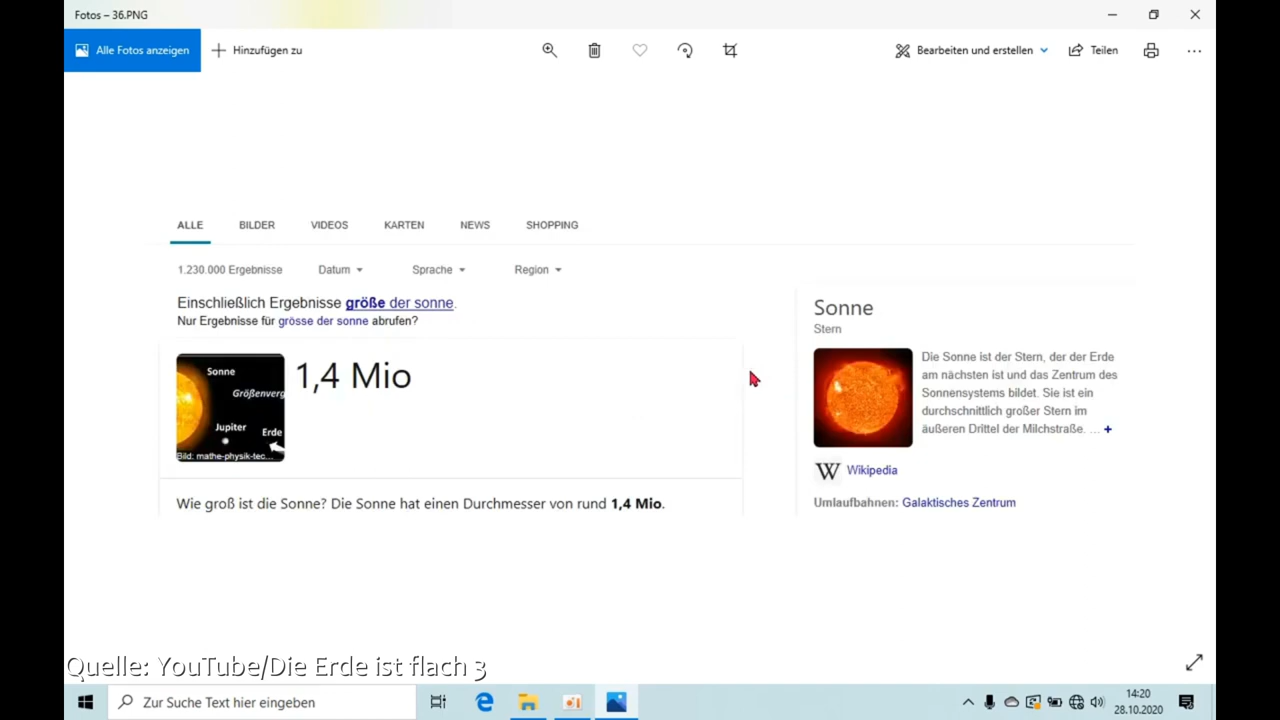 Fotos – 36.PNG
Alle Fotos anzeigen
Hinzufügen zu
Bearbeiten und erstellen
Teilen
ALLE BILDER VIDEOS KARTEN NEWS SHOPPING
1.230.000 Ergebnisse Datum Sprache Region
Einschließlich Ergebnisse größe der sonne.
Nur Ergebnisse für grösse der sonne abrufen?
Sonne
Größenverg
Jupiter
Erde
Bild: mathe-physik-tec...
1,4 Mio
Wie groß ist die Sonne? Die Sonne hat einen Durchmesser von rund 1,4 Mio.
Sonne
Stern
Die Sonne ist der Stern, der der Erde
am nächsten ist und das Zentrum des
Sonnensystems bildet. Sie ist ein
durchschnittlich großer Stern im
äußeren Drittel der Milchstraße. ... +
W Wikipedia
Umlaufbahnen: Galaktisches Zentrum
Quelle: YouTube/Die Erde ist flach 3
Zur Suche Text hier eingeben
14:20
28.10.2020